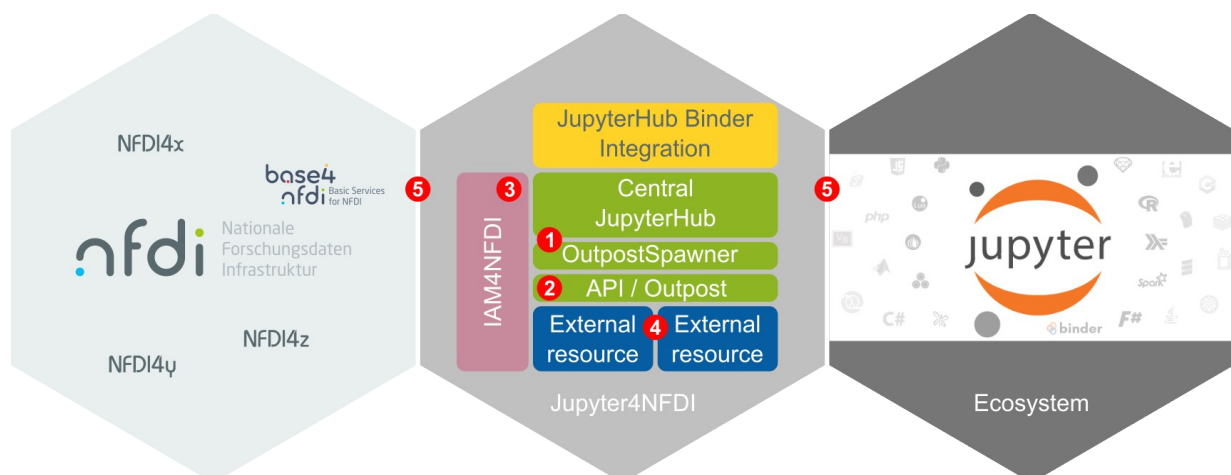 NFDI4x
base4
nfdi Basic Services
for NFDI
nfdi Nationale
Forschungsdaten
Infrastruktur
NFDI4z
NFDI4y
5
JupyterHub Binder
Integration
IAM4NFDI
3
Central
JupyterHub
1
OutpostSpawner
2
API / Outpost
External
resource
4
External
resource
Jupyter4NFDI
5
jupyter
php
JS
R
Spark
C#
binder
F#
Ecosystem